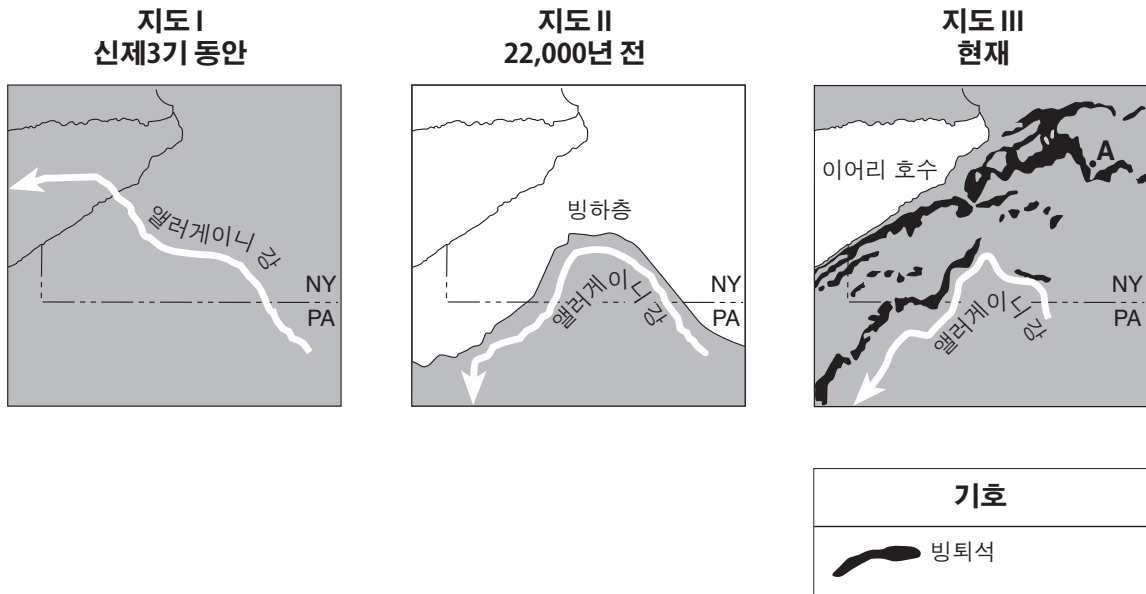 지도 I
신제3기 동안
앨러게이니 강
NY
PA
지도 II
22,000년 전
빙하층
앨러게이니 강
NY
PA
지도 III
현재
이어리 호수
A
앨러게이니 강
NY
PA
기호
빙퇴석